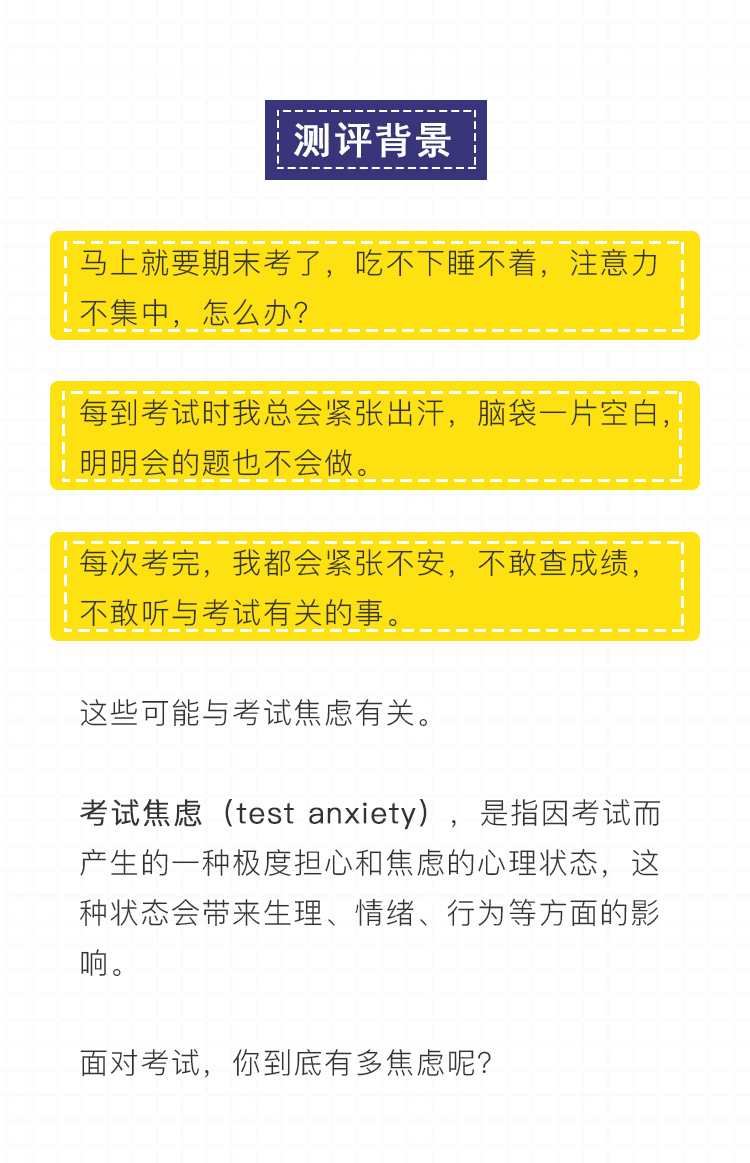 测评背景
马上就要期末考了，吃不下睡不着，注意力
不集中，怎么办？
每到考试时我总会紧张出汗，脑袋一片空白，
明明会的题也不会做。
每次考完，我都会紧张不安，不敢查成绩，
不敢听与考试有关的事。
这些可能与考试焦虑有关。
考试焦虑（test anxiety），是指因考试而
产生的一种极度担心和焦虑的心理状态，这
种状态会带来生理、情绪、行为等方面的影
响。
面对考试，你到底有多焦虑呢？